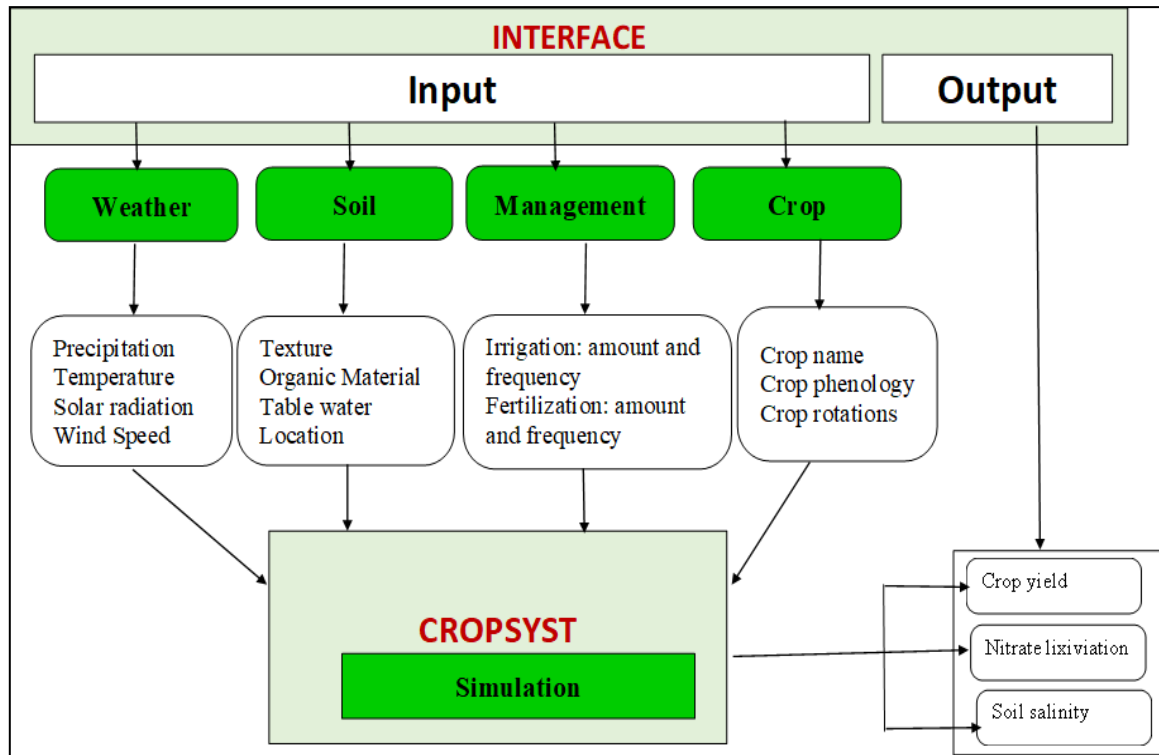 INTERFACE
Input
Output
Weather
Soil
Management
Crop
Precipitation
Temperature
Solar radiation
Wind Speed
Texture
Organic Material
Table water
Location
Irrigation: amount and
frequency
Fertilization: amount
and frequency
Crop name
Crop phenology
Crop rotations
CROPSYST
Simulation
Crop yield
Nitrate lixiviation
Soil salinity